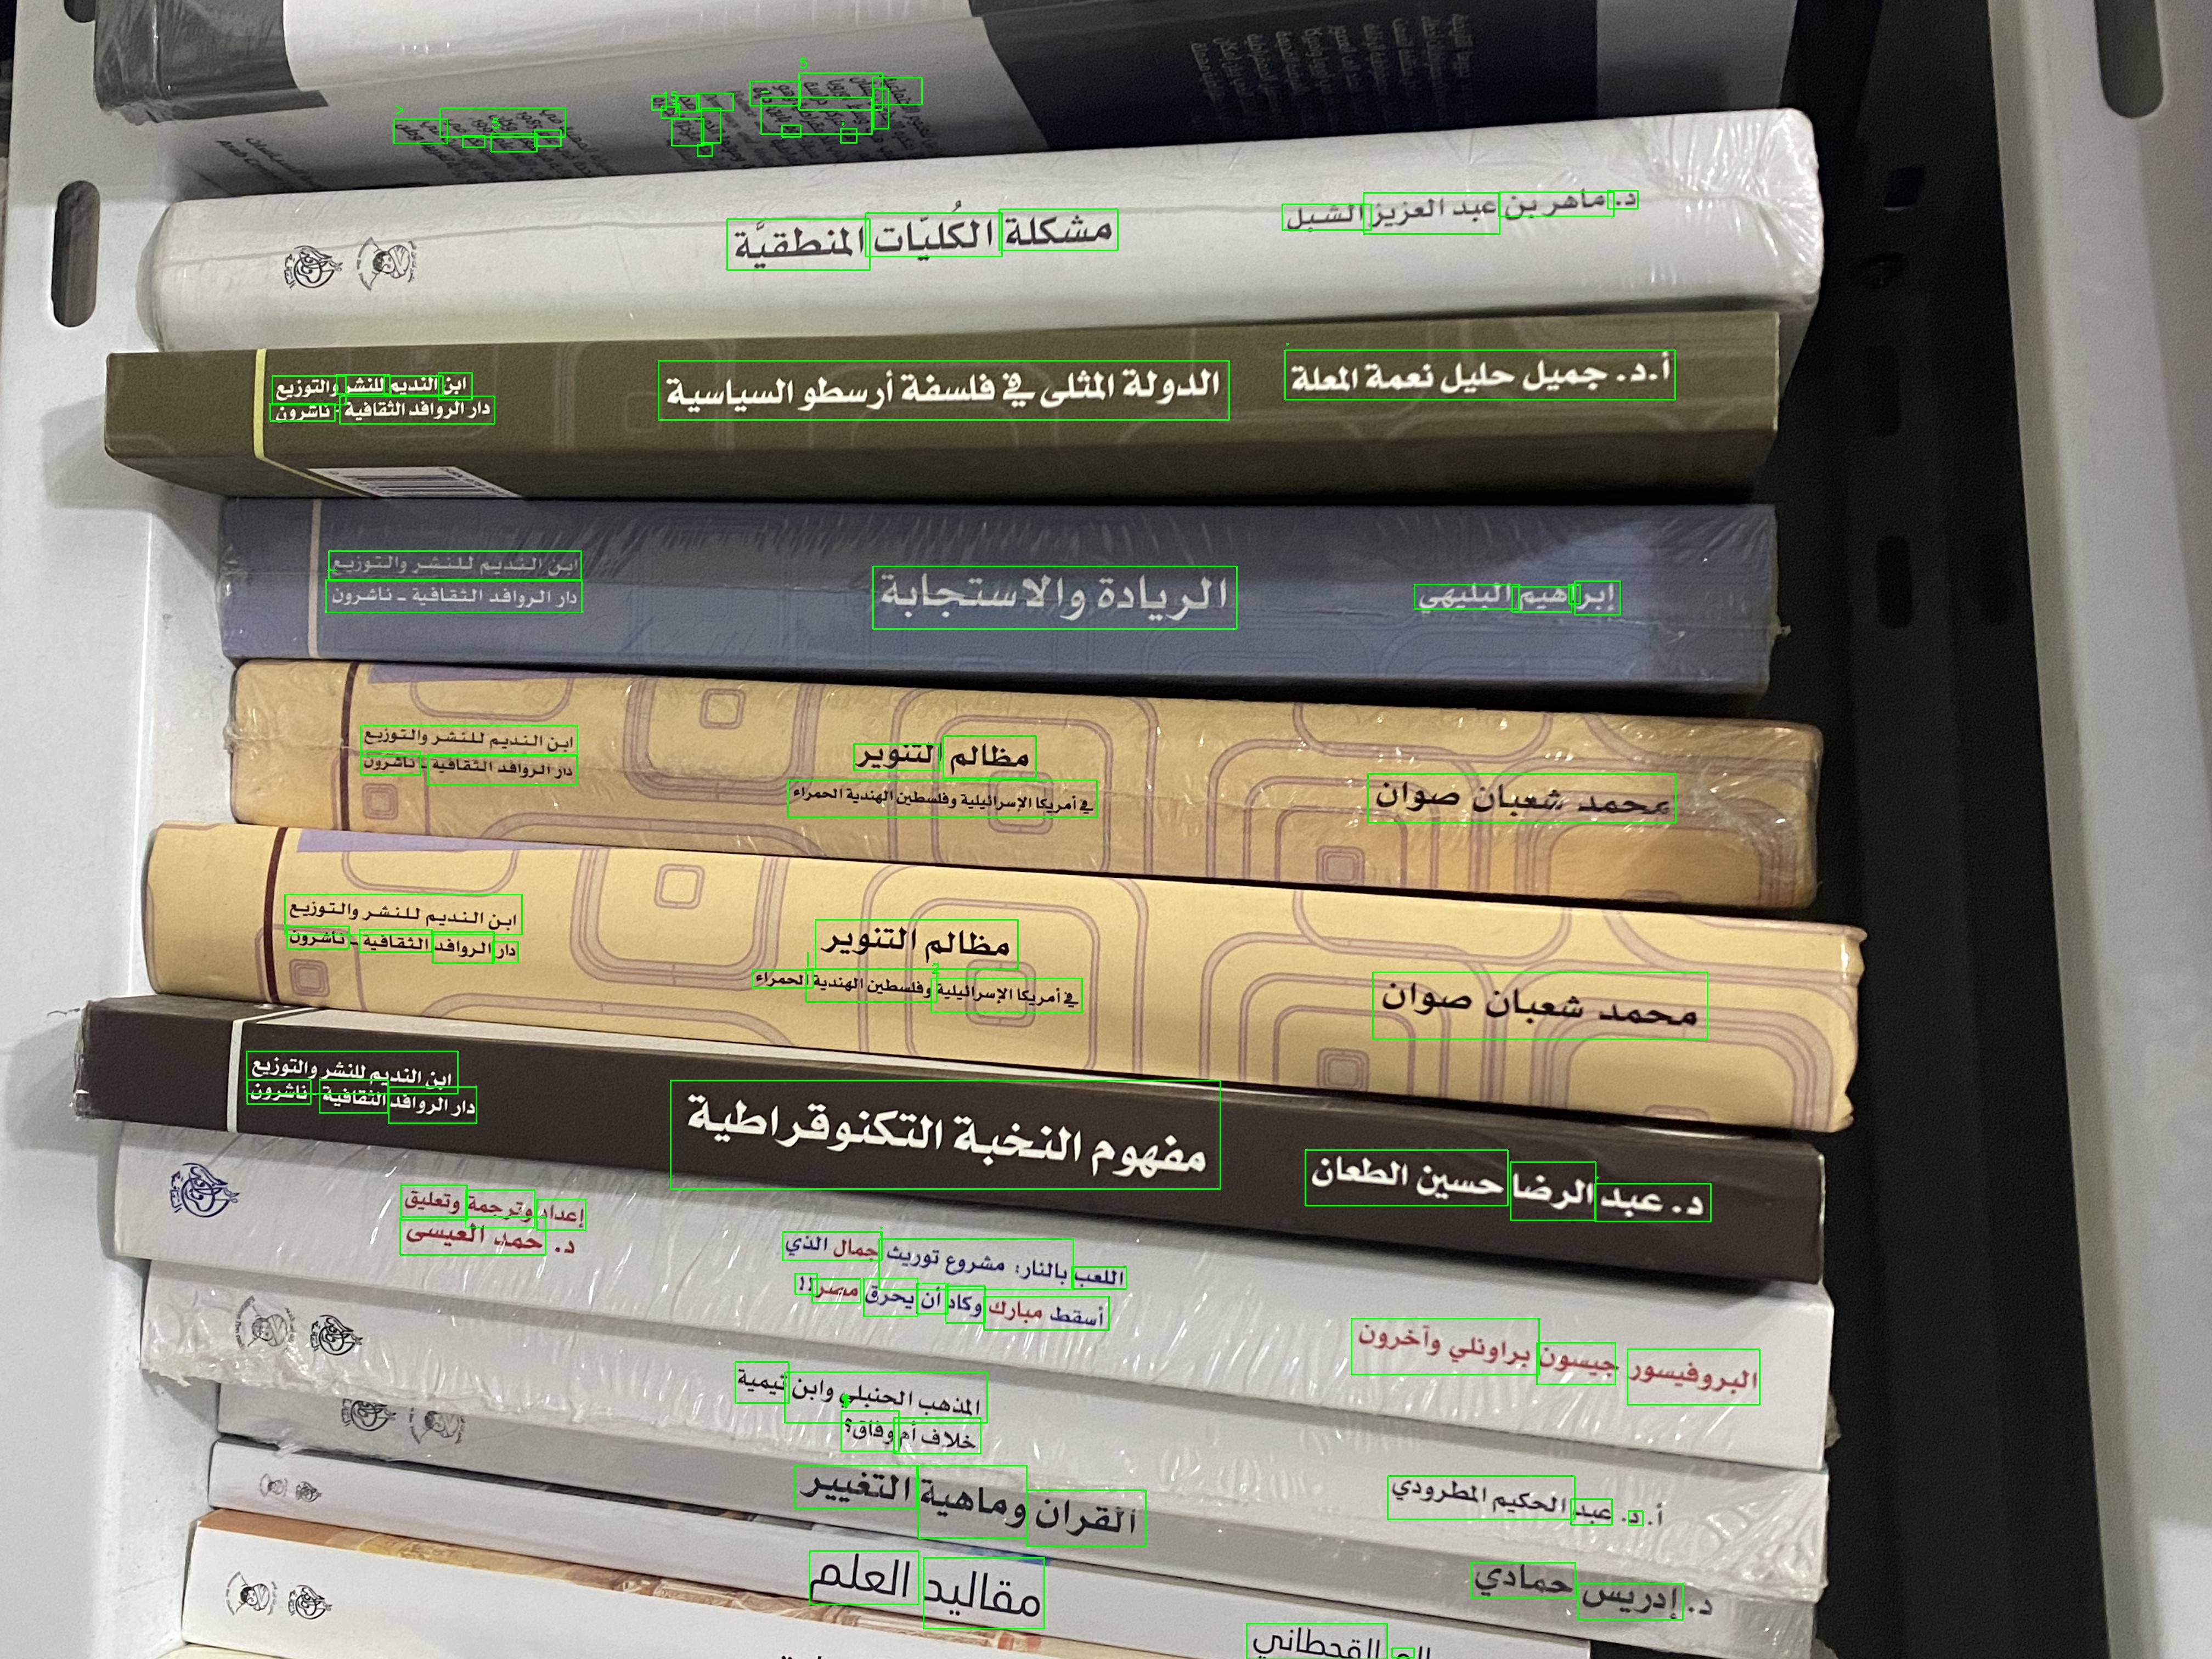 د. ماهر بن عبد العزيز الشبل
مشكلة الكُليّات المنطقيَّة
أ.د. جميل حليل نعمة المعلة
الدولة المثلى في فلسفة أرسطو السياسية
ابن النديم للنشر والتوزيع
دار الروافد الثقافية - ناشرون
إبراهيم البليهي
الريادة والاستجابة
ابن النديم للنشر والتوزيع
دار الروافد الثقافية - ناشرون
محمد شعبان صوان
مظالم التنوير
في أمريكا الإسرائيلية وفلسطين الهندية الحمراء
ابن النديم للنشر والتوزيع
دار الروافد الثقافية - ناشرون
محمد شعبان صوان
مظالم التنوير
في أمريكا الإسرائيلية وفلسطين الهندية الحمراء
ابن النديم للنشر والتوزيع
دار الروافد الثقافية - ناشرون
د. عبد الرضا حسين الطعان
مفهوم النخبة التكنوقراطية
ابن النديم للنشر والتوزيع
دار الروافد الثقافية - ناشرون
البروفيسور جيسون براونلي وآخرون
اللعب بالنار: مشروع توريث جمال الذي
أسقط مبارك وكاد أن يحرق مصر!!
إعداد وترجمة وتعليق
د. حمد العيسى
أ. د. عبد الحكيم المطرودي
المذهب الحنبلي وابن تيمية
خلاف أم وفاق؟
د. إدريس حمادي
القرآن وماهية التغيير
مقاليد العلم
القحطاني